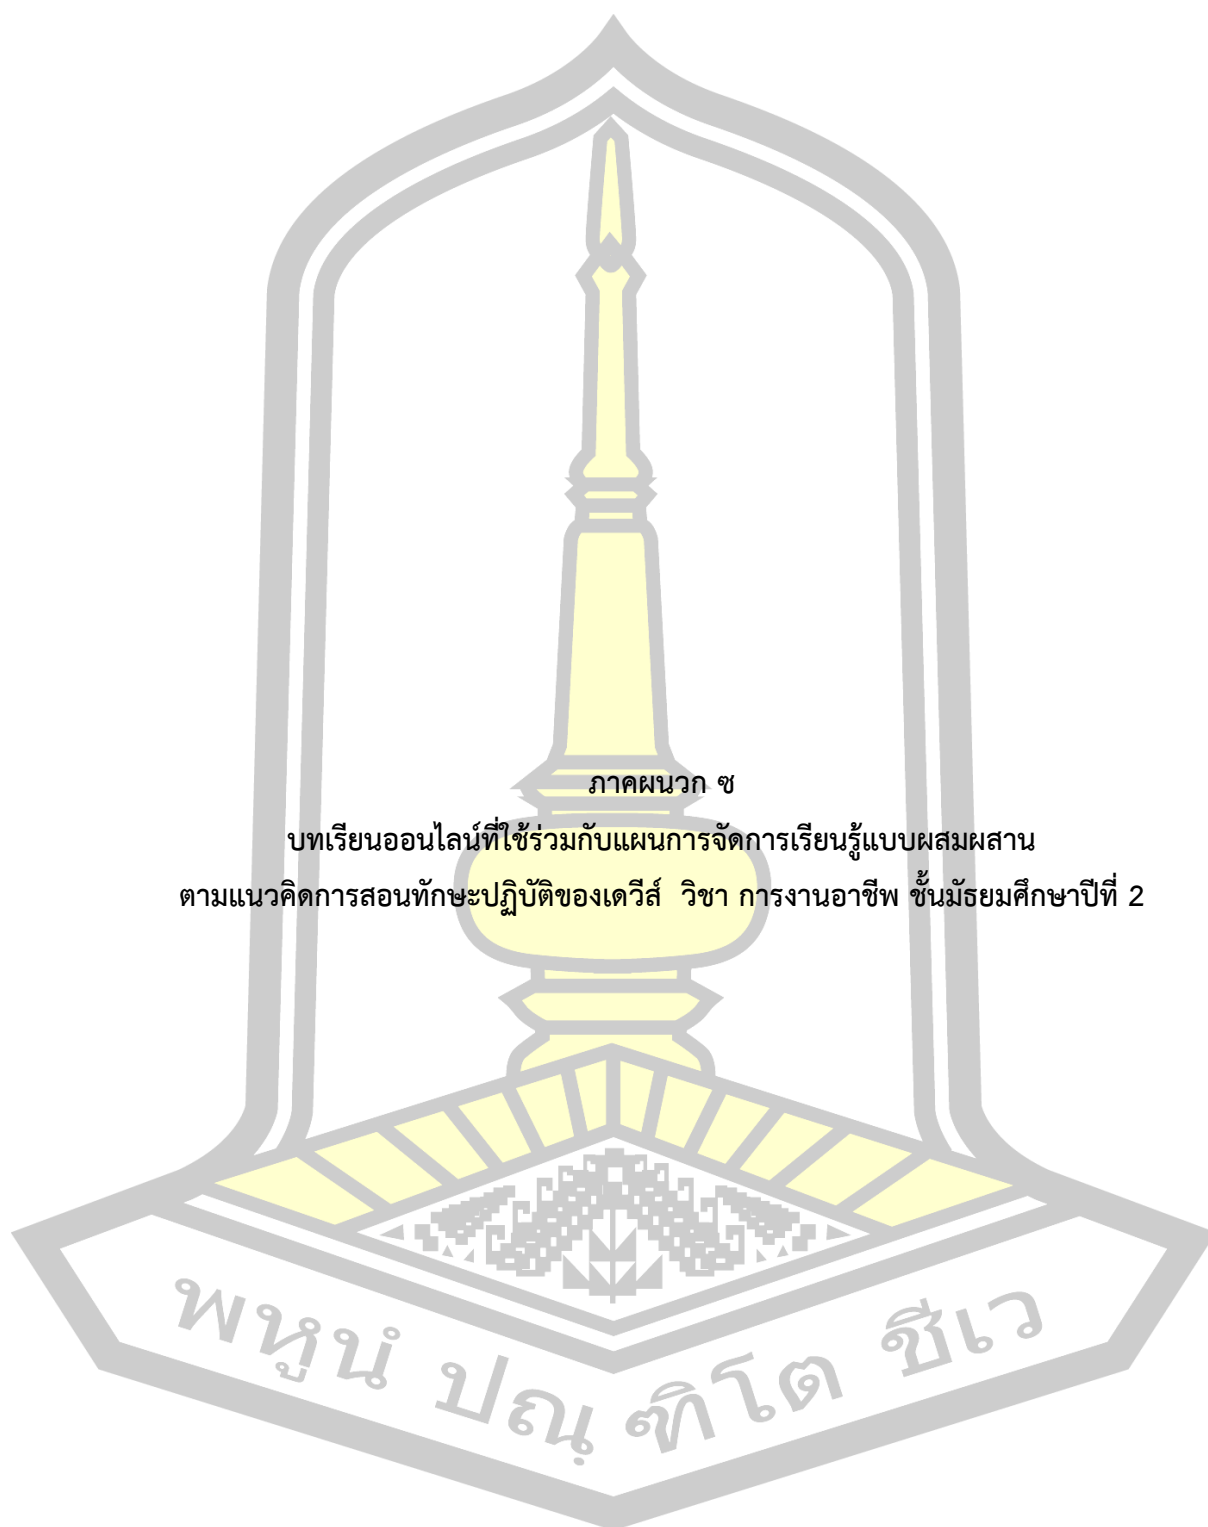 ภาคผนวก ซ
บทเรียนออนไลน์ที่ใช้ร่วมกับแผนการจัดการเรียนรู้แบบผสมผสาน
ตามแนวคิดการสอนทักษะปฏิบัติของเดวีส์ วิชา การงานอาชีพ ชั้นมัธยมศึกษาปีที่ 2
พหูนํ ปณฺฑิโต ชีเว